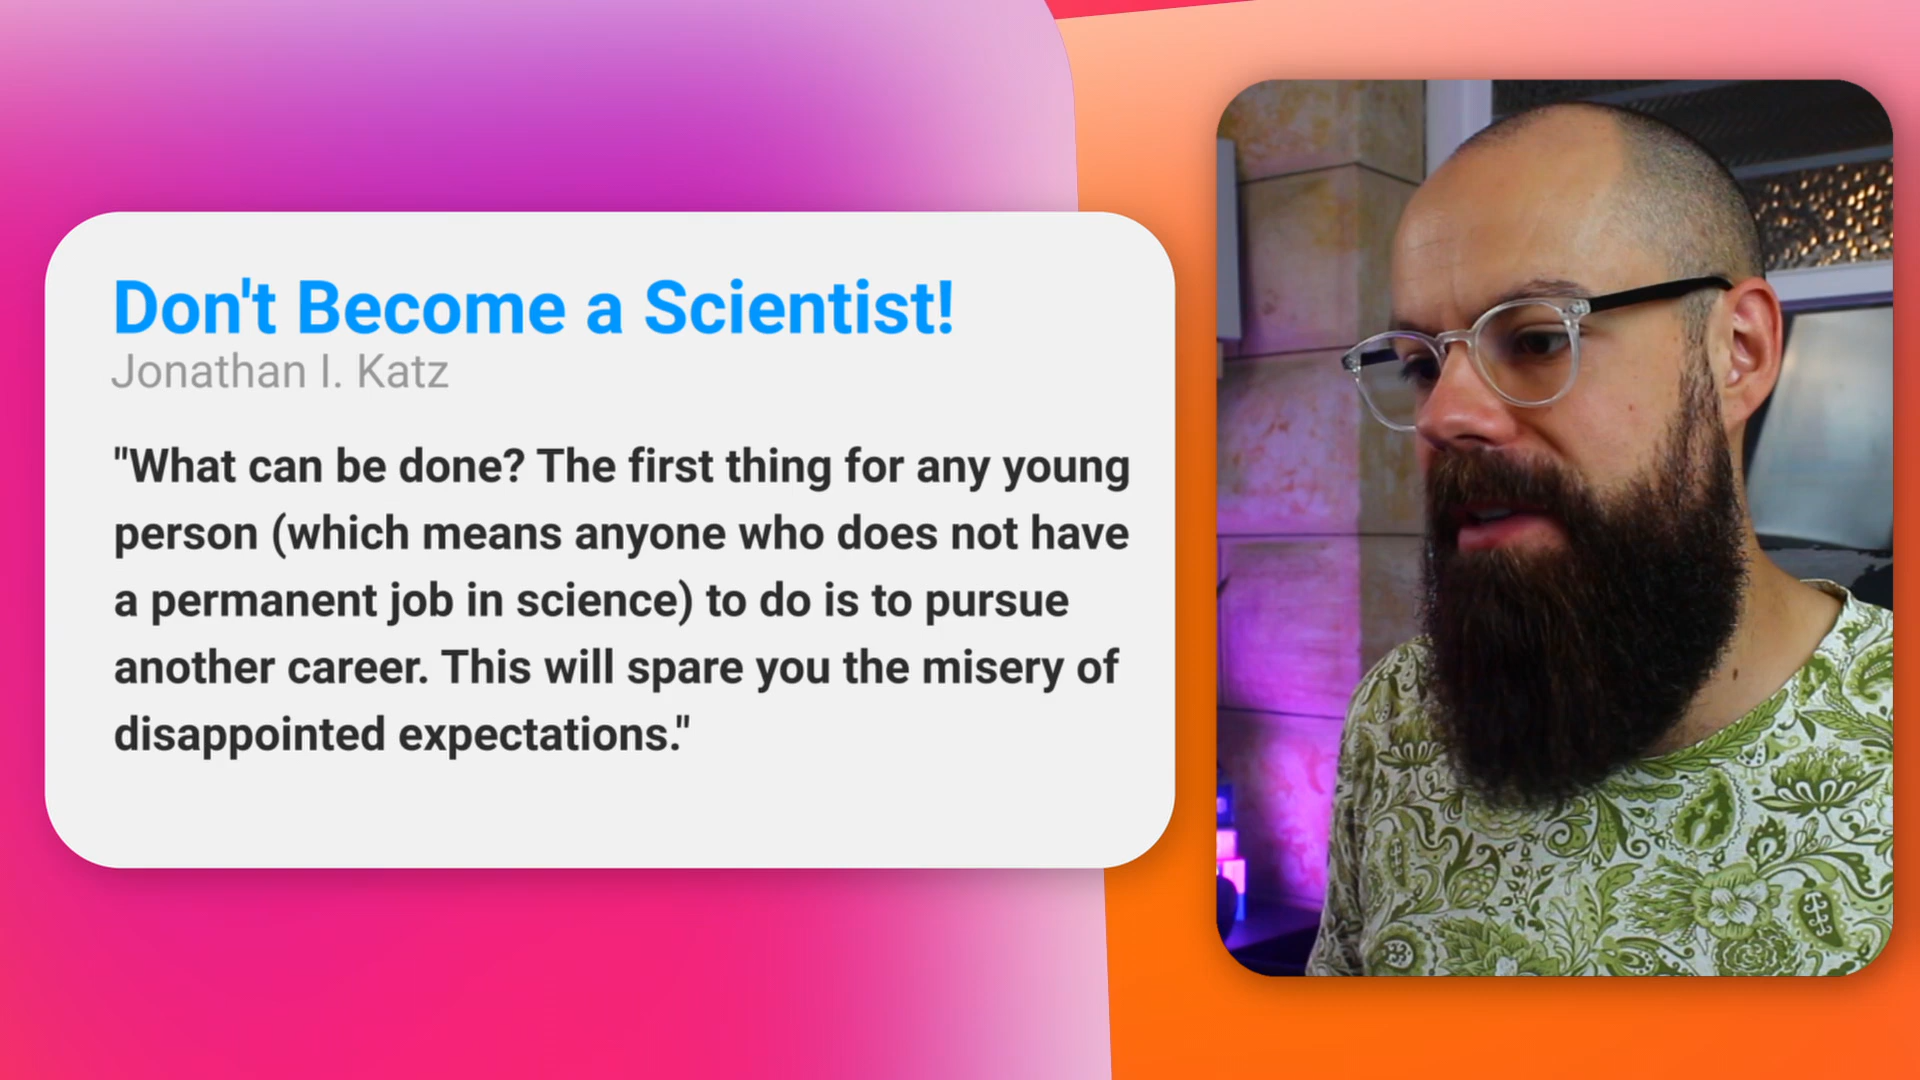 Don't Become a Scientist!
Jonathan I. Katz
"What can be done? The first thing for any young
person (which means anyone who does not have
a permanent job in science) to do is to pursue
another career. This will spare you the misery of
disappointed expectations."